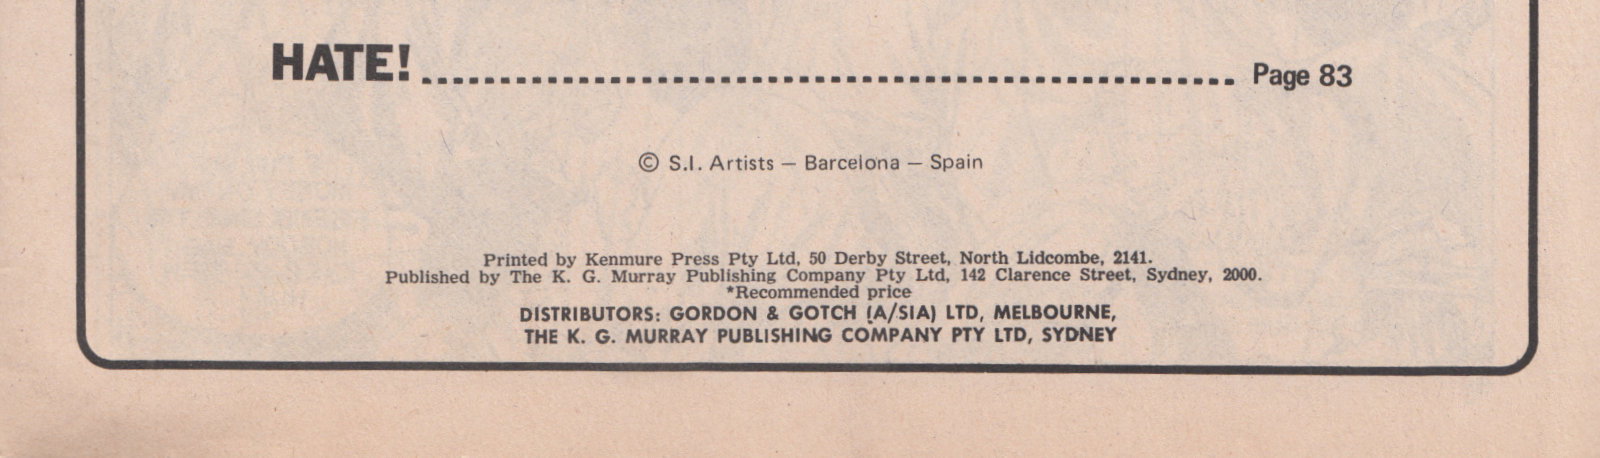 HATE! ........................................................ Page 83
© S.I. Artists — Barcelona — Spain
Printed by Kenmure Press Pty Ltd, 50 Derby Street, North Lidcombe, 2141.
Published by The K. G. Murray Publishing Company Pty Ltd, 142 Clarence Street, Sydney, 2000.
*Recommended price
DISTRIBUTORS: GORDON & GOTCH (A/SIA) LTD, MELBOURNE,
THE K. G. MURRAY PUBLISHING COMPANY PTY LTD, SYDNEY